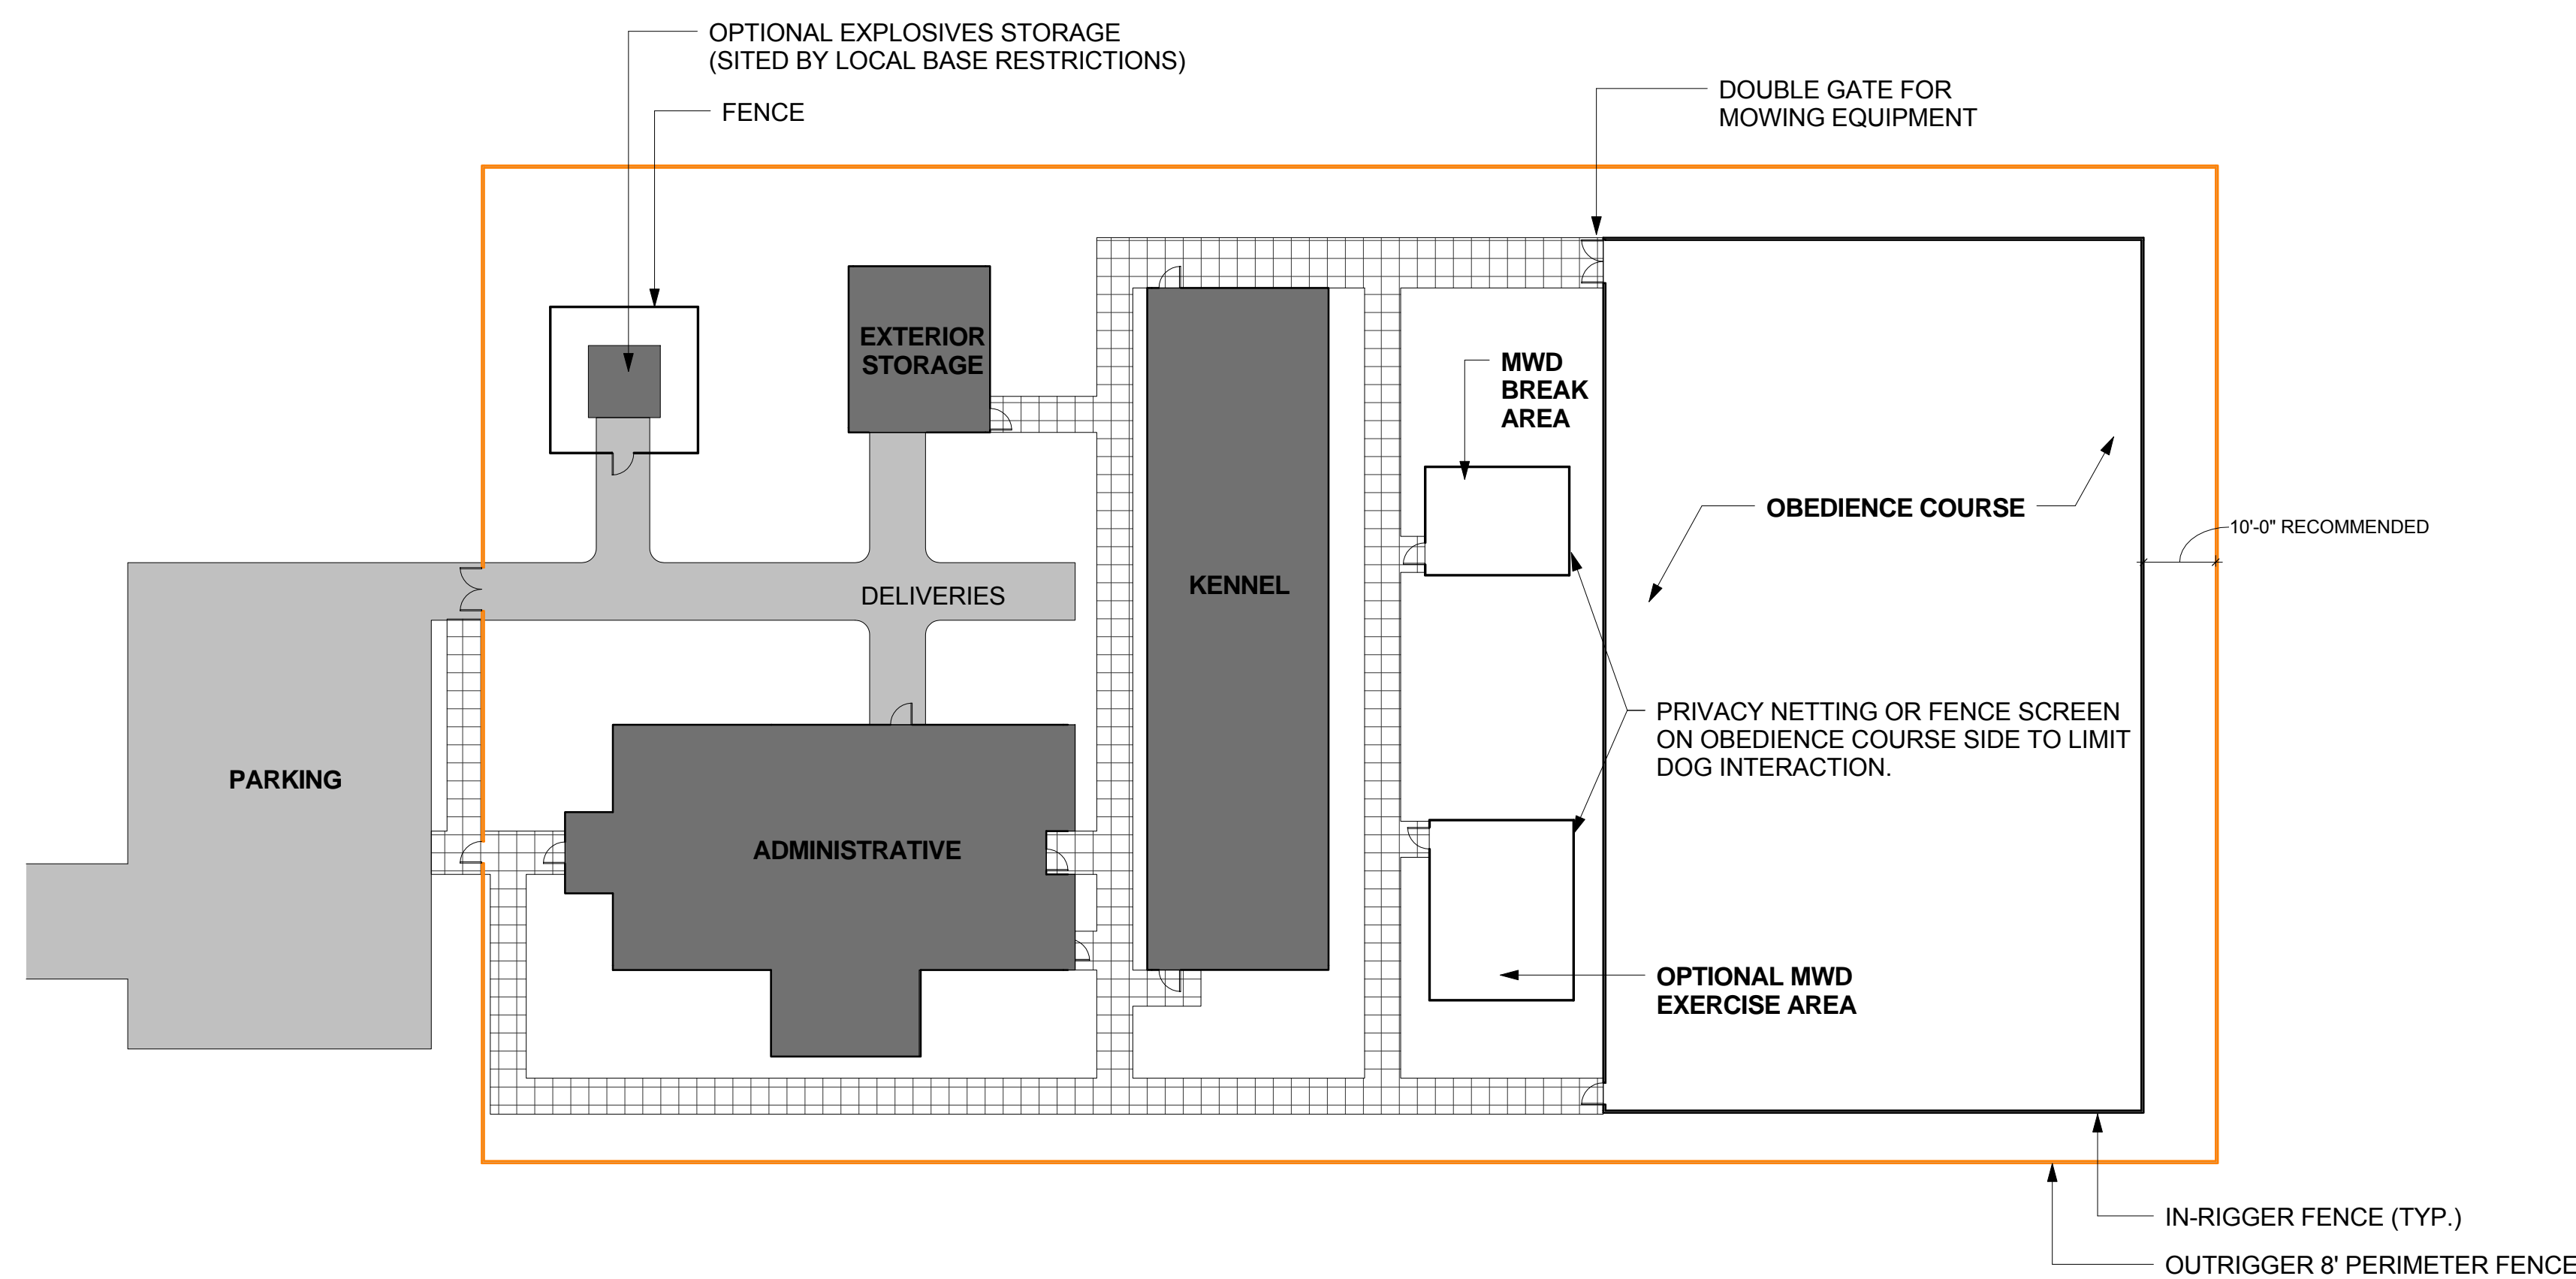 OPTIONAL EXPLOSIVES STORAGE
(SITED BY LOCAL BASE RESTRICTIONS)
FENCE
DOUBLE GATE FOR
MOWING EQUIPMENT
EXTERIOR
STORAGE
MWD
BREAK
AREA
OBEDIENCE COURSE
10'-0" RECOMMENDED
KENNEL
DELIVERIES
PRIVACY NETTING OR FENCE SCREEN
ON OBEDIENCE COURSE SIDE TO LIMIT
DOG INTERACTION.
PARKING
ADMINISTRATIVE
OPTIONAL MWD
EXERCISE AREA
IN-RIGGER FENCE (TYP.)
OUTRIGGER 8' PERIMETER FENCE